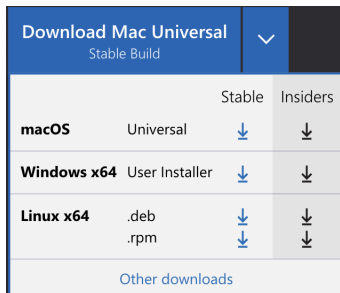 Download Mac Universal
Stable Build
Stable Insiders
macOS Universal
Windows x64 User Installer
Linux x64 .deb
.rpm
Other downloads